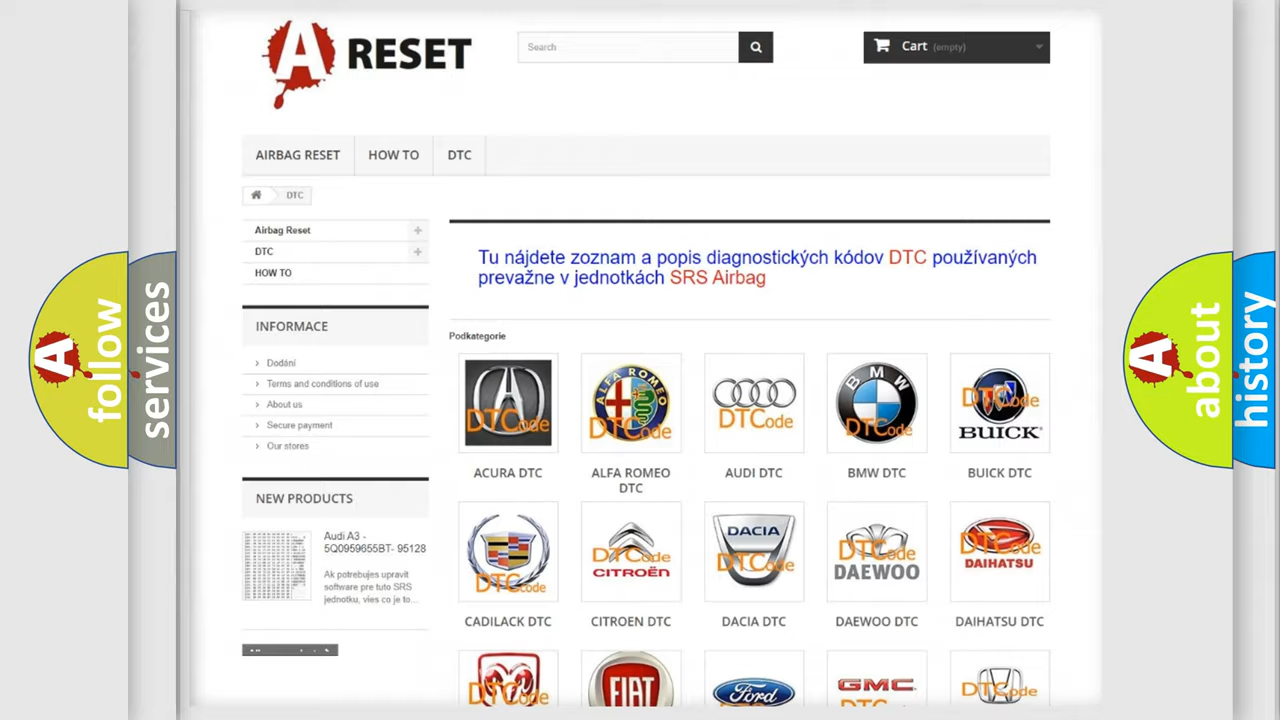 A RESET
Search
Cart (empty)
AIRBAG RESET
HOW TO
DTC
DTC
Airbag Reset
DTC
HOW TO
INFORMACE
Dodání
Terms and conditions of use
About us
Secure payment
Our stores
NEW PRODUCTS
Audi A3 -
5Q0959655BT- 95128
Ak potrebujes upravit
software pre tuto SRS
jednotku, vies co je to...
Tu nájdete zoznam a popis diagnostických kódov DTC používaných
prevažne v jednotkách SRS Airbag
Podkategorie
DTCode
ALFA ROMEO
DTCode
DTCode
BMW
DTCode
DTCode
BUICK
ACURA DTC
ALFA ROMEO
DTC
AUDI DTC
BMW DTC
BUICK DTC
DTCode
DTCode
CITROËN
DACIA
DTCode
DTCode
DAEWOO
DTCode
DAIHATSU
CADILACK DTC
CITROEN DTC
DACIA DTC
DAEWOO DTC
DAIHATSU DTC
DTCode
FIAT
Ford
GMC
DTCode
A follow
services
A about
history